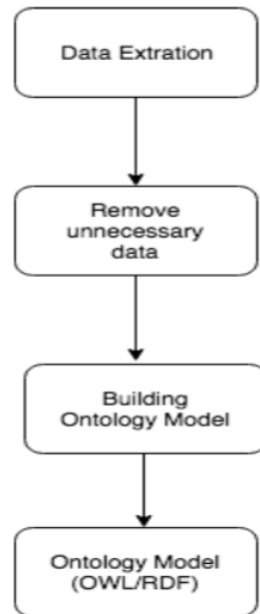 Data Extration
Remove
unnecessary
data
Building
Ontology Model
Ontology Model
(OWL/RDF)